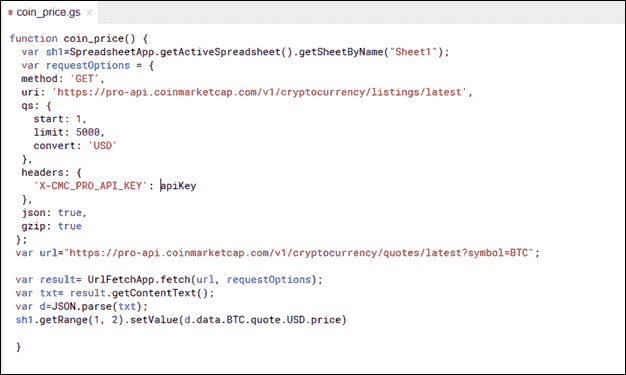 * coin_price.gs ×
function coin_price() {
  var sh1=SpreadsheetApp.getActiveSpreadsheet().getSheetByName("Sheet1");
  var requestOptions = {
  method: 'GET',
  uri: 'https://pro-api.coinmarketcap.com/v1/cryptocurrency/listings/latest',
  qs: {
    start: 1,
    limit: 5000,
    convert: 'USD'
  },
  headers: {
    'X-CMC_PRO_API_KEY': apiKey
  },
  json: true,
  gzip: true
 };
 var url="https://pro-api.coinmarketcap.com/v1/cryptocurrency/quotes/latest?symbol=BTC";
 var result= UrlFetchApp.fetch(url, requestOptions);
 var txt= result.getContentText();
 var d=JSON.parse(txt);
 sh1.getRange(1, 2).setValue(d.data.BTC.quote.USD.price)
 }